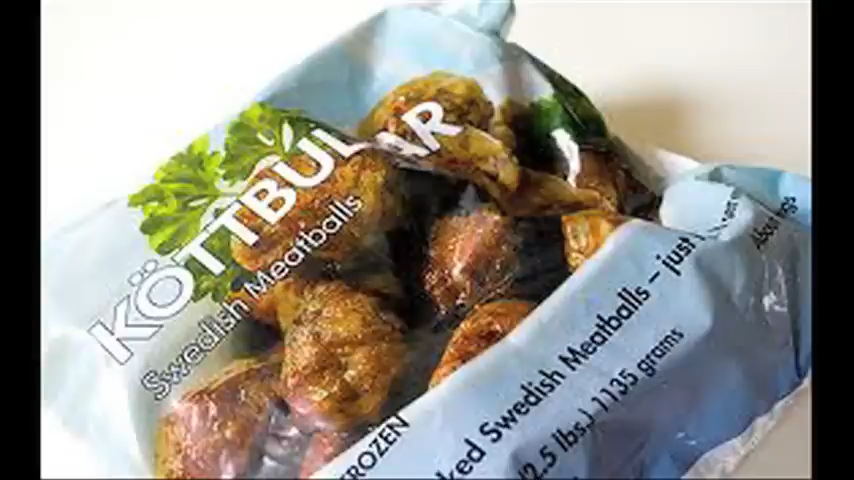 KÖTTBULLAR
Swedish Meatballs
FROZEN
ked Swedish Meatballs – just
(2.5 lbs.) 1135 grams